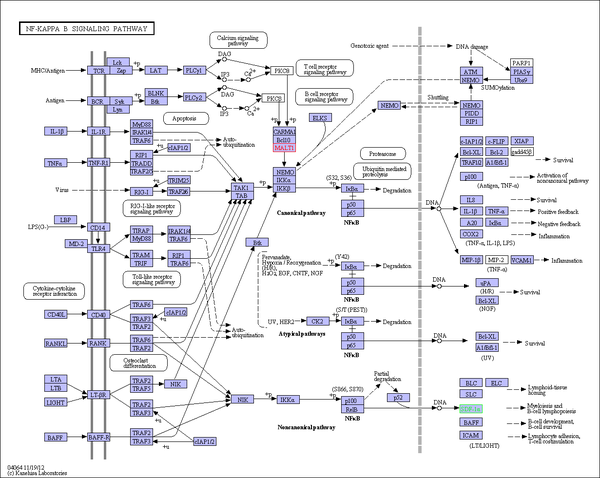 NF-KAPPA B SIGNALING PATHWAY
Calcium signaling
pathway
Genotoxic agent
DNA damage
DAG
Lck
+p
MHC/Antigen
TCR
Zap
LAT
PLCγ1
IP3
Ca2+
PKCθ
T cell receptor
signaling pathway
ATM
NEMO
PARP1
PIASy
Ubc9
SUMOylation
B cell receptor
signaling pathway
DAG
Antigen
BCR
Syk
Lyn
BLNK
Btk
PLCγ2
IP3
Ca2+
PKCβ
ELKS
NEMO
Shuttling
NEMO
PIDD
RIP1
Apoptosis
CARMA1
Bcl10
MALT1
IL-1β
IL-1R
MyD88
IRAK1/4
TRAF6
Auto-
ubiquitination
TNFα
TNF-R1
RIP1
TRADD
TRAF2/5
cIAP1/2
Proteasome
Ubiquitin mediated
proteolysis
c-IAP1/2
c-FLIP
XIAP
Bcl-XL
Bcl-2
gadd45β
TRAF1/2
A1/Bfl-1
Survival
Virus
RIG-I
TRIM25
TRAF6
TAK1
TAB
NEMO
IKKα
IKKβ
(S32, S36)
IκBα
p50
p65
NFκB
Degradation
p100
Activation of
noncanonical pathway
(Antigen, TNF-α)
RIG-I-like receptor
signaling pathway
Canonical pathway
DNA
IL8
Survival
IL-1β
TNF-α
Positive feedback
A20
IκBα
Negative feedback
COX2
Inflammation
(TNF-α, IL-1β, LPS)
LPS(G-)
LBP
CD14
MD-2
TLR4
TIRAP
MyD88
IRAK1/4
TRAF6
TRAM
TRIF
RIP1
TRAF6
Btk
MIP-1β
MIP-2
VCAM-1
Inflammation
(TNF-α)
Toll-like receptor
signaling pathway
Pervanadate,
Hypoxia / Reoxygenation
(H/R),
H2O2, EGF, CNTF, NGF
(Y42)
IκBα
p50
p65
NFκB
Degradation
DNA
uPA
(H/R)
Bcl-XL
(NGF)
Survival
Cytokine-cytokine
receptor interaction
CD40L
CD40
TRAF6
TRAF3
TRAF2
cIAP1/2
Auto-
ubiquitination
UV, HER2
CK2
(S/T (PEST))
IκBα
p50
p65
NFκB
Degradation
Atypical pathways
DNA
Bcl-XL
A1/Bfl-1
(UV)
Survival
RANKL
RANK
TRAF6
TRAF2
TRAF3
Osteoclast
differentiation
LTA
LTB
LIGHT
LT-βR
TRAF2
TRAF5
TRAF3
NIK
NIK
IKKα
(S866, S870)
p100
RelB
NFκB
Partial
degradation
p52
Noncanonical pathway
DNA
BLC
ELC
SLC
Lymphoid-tissue
homing
Myelesis and
B-cell lymphopoiesis
BAFF
B-cell development,
B-cell survival
ICAM
Lymphocyte adhesion,
T-cell costimulation
(LT/LIGHT)
BAFF
BAFF-R
TRAF2
TRAF3
cIAP1/2
04064 11/19/12
(c) Kanehisa Laboratories